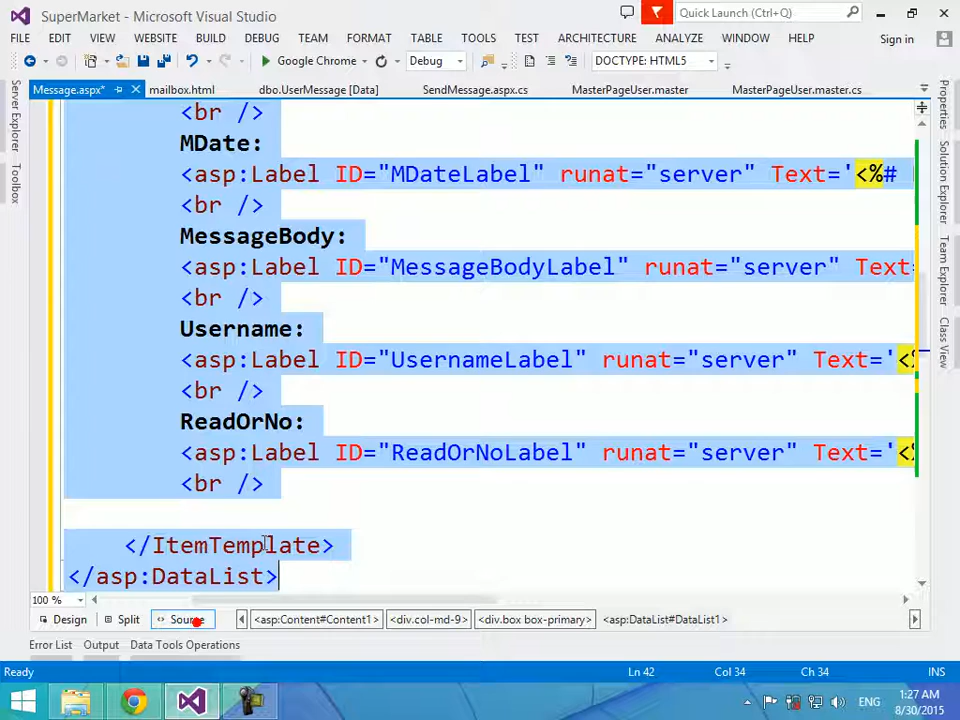 SuperMarket - Microsoft Visual Studio
Quick Launch (Ctrl+Q)
FILE EDIT VIEW WEBSITE BUILD DEBUG TEAM FORMAT TABLE TOOLS TEST ARCHITECTURE ANALYZE WINDOW HELP Sign in
Google Chrome Debug DOCTYPE: HTML5
Message.aspx* mailbox.html dbo.UserMessage [Data] SendMessage.aspx.cs MasterPageUser.master MasterPageUser.master.cs
Server Explorer
Toolbox
<br />
MDate:
<asp:Label ID="MDateLabel" runat="server" Text='<%#
<br />
MessageBody:
<asp:Label ID="MessageBodyLabel" runat="server" Text=
<br />
Username:
<asp:Label ID="UsernameLabel" runat="server" Text='<%
<br />
ReadOrNo:
<asp:Label ID="ReadOrNoLabel" runat="server" Text='<%
<br />
</ItemTemplate>
</asp:DataList>
Properties
Solution Explorer
Team Explorer
Class View
100 %
Design Split Source <asp:Content#Content1> <div.col-md-9> <div.box box-primary> <asp:DataList#DataList1>
Error List Output Data Tools Operations
Ready Ln 42 Col 34 Ch 34 INS
ENG
1:27 AM
8/30/2015